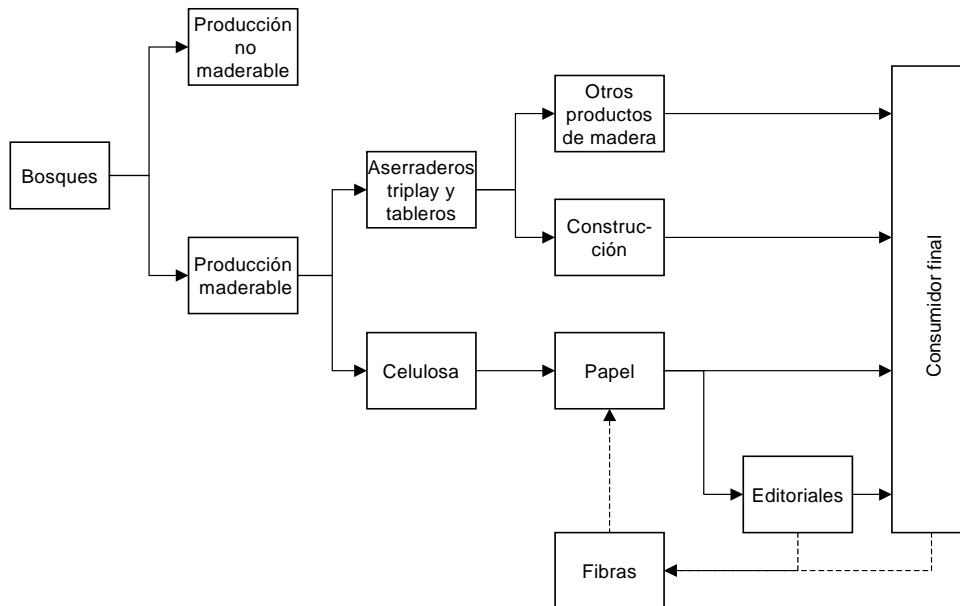 Producción
no
maderable
Bosques
Producción
maderable
Aserraderos
triplay y
tableros
Celulosa
Otros
productos
de madera
Construc-
ción
Papel
Editoriales
Fibras
Consumidor final